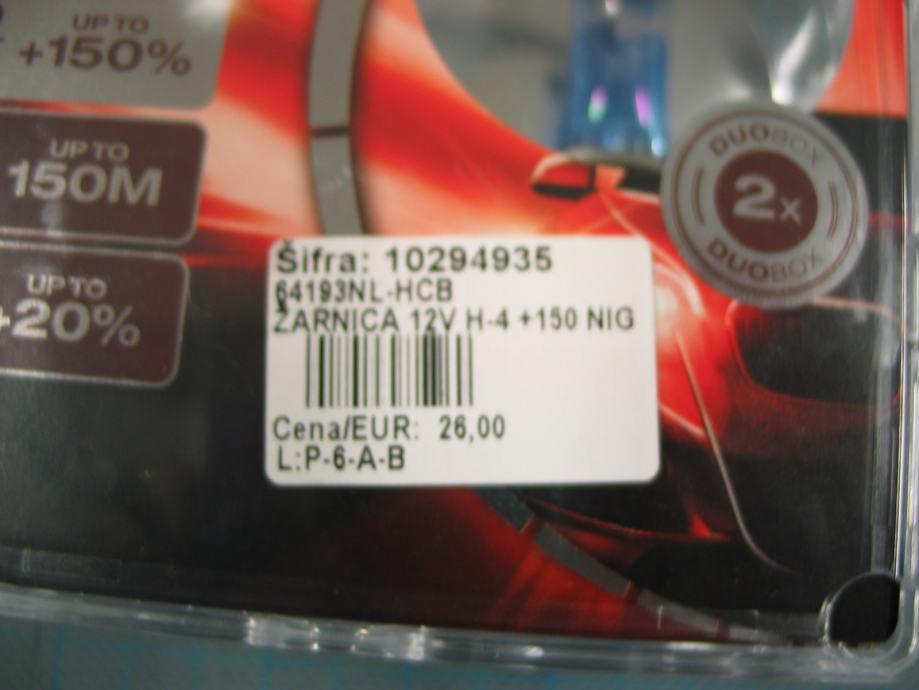 UP TO
+150%
UP TO
150M
UP TO
+20%
DUOBOX
2x
DUOBOX
Šifra: 10294935
64193NL-HCB
ŽARNICA 12V H-4 +150 NIG
Cena/EUR: 26,00
L:P-6-A-B